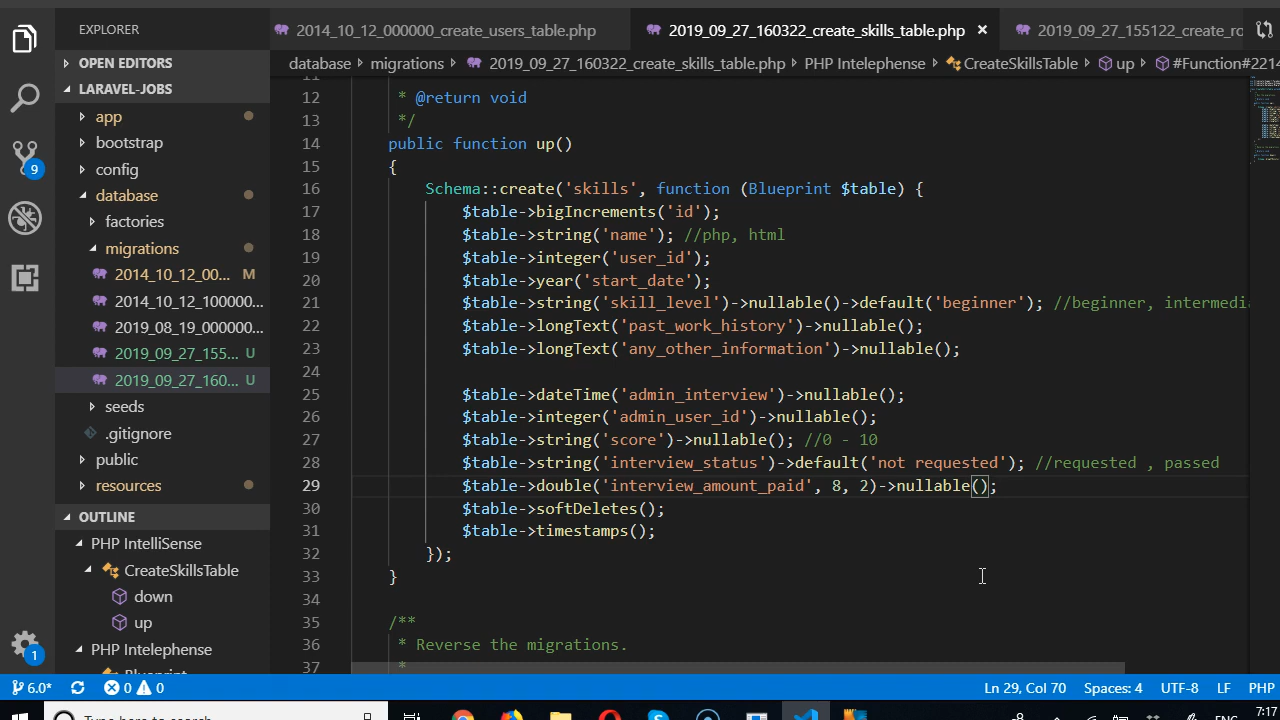 EXPLORER
OPEN EDITORS
LARAVEL-JOBS
app
bootstrap
config
database
factories
migrations
2014_10_12_00... M
2014_10_12_100000...
2019_08_19_000000...
2019_09_27_155... U
2019_09_27_160... U
seeds
.gitignore
public
resources
OUTLINE
PHP IntelliSense
CreateSkillsTable
down
up
PHP Intelephense
9
1
2014_10_12_000000_create_users_table.php
2019_09_27_160322_create_skills_table.php ×
2019_09_27_155122_create_ro
database > migrations > 2019_09_27_160322_create_skills_table.php > PHP Intelephense > CreateSkillsTable > up > #Function#2214
11
12 * @return void
13 */
14 public function up()
15 {
16 Schema::create('skills', function (Blueprint $table) {
17 $table->bigIncrements('id');
18 $table->string('name'); //php, html
19 $table->integer('user_id');
20 $table->year('start_date');
21 $table->string('skill_level')->nullable()->default('beginner'); //beginner, intermedia
22 $table->longText('past_work_history')->nullable();
23 $table->longText('any_other_information')->nullable();
24
25 $table->dateTime('admin_interview')->nullable();
26 $table->integer('admin_user_id')->nullable();
27 $table->string('score')->nullable(); //0 - 10
28 $table->string('interview_status')->default('not requested'); //requested , passed
29 $table->double('interview_amount_paid', 8, 2)->nullable();
30 $table->softDeletes();
31 $table->timestamps();
32 });
33 }
34
35 /**
36 * Reverse the migrations.
37 *
6.0* 0 0 Ln 29, Col 70 Spaces: 4 UTF-8 LF PHP
7:17